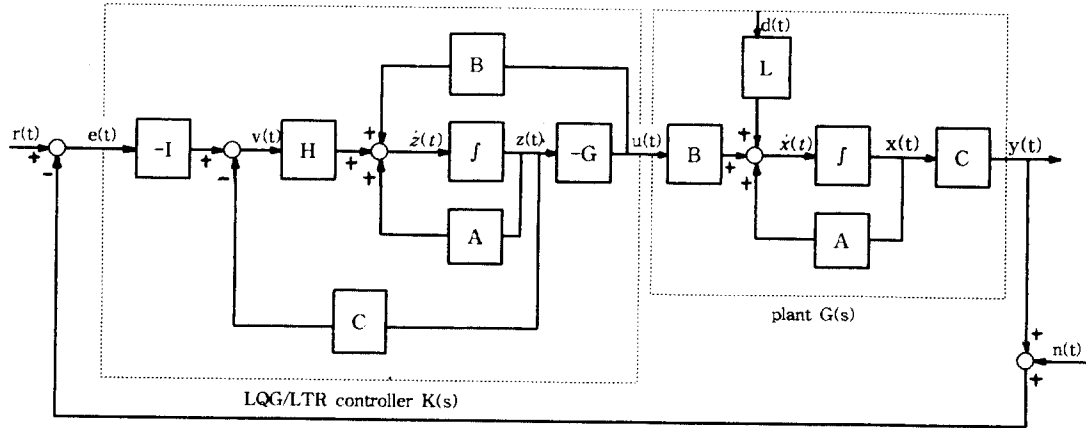 d(t)
B
L
r(t)
e(t)
-I
v(t)
H
ż(t)
∫
z(t)
-G
u(t)
B
ẋ(t)
∫
x(t)
C
y(t)
+
-
+
-
+
+
+
+
+
+
A
A
C
plant G(s)
+
n(t)
+
LQG/LTR controller K(s)